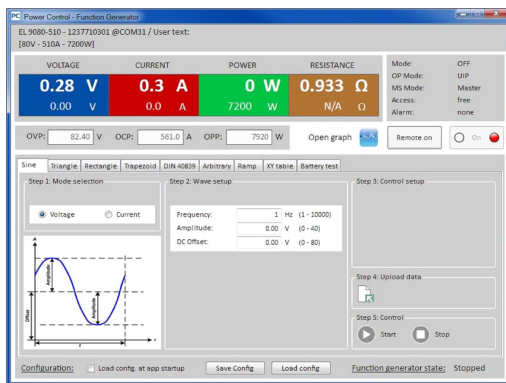 PC Power Control - Function Generator
EL 9080-510 - 1237710301 @COM31 / User text:
[80V - 510A - 7200W]
VOLTAGE CURRENT POWER RESISTANCE
0.28 V 0.3 A 0 W 0.933 Ω
0.00 V 0.0 A 7200 W N/A Ω
Mode: OFF
OP Mode: UIP
MS Mode: Master
Access: free
Alarm: none
OVP: 82.40 V OCP: 561.0 A OPP: 7920 W Open graph Remote on On
Sine Triangle Rectangle Trapezoid DIN 40839 Arbitrary Ramp XY table Battery test
Step 1: Mode selection
Voltage Current
Step 2: Wave setup
Frequency: 1 Hz (1 - 10000)
Amplitude: 0.00 V (0 - 40)
DC Offset: 0.00 V (0 - 80)
Step 3: Control setup
A
Amplitude
Amplitude
Offset
t
Step 4: Upload data
Step 5: Control
Start Stop
Configuration: Load config. at app startup Save Config Load config Function generator state: Stopped